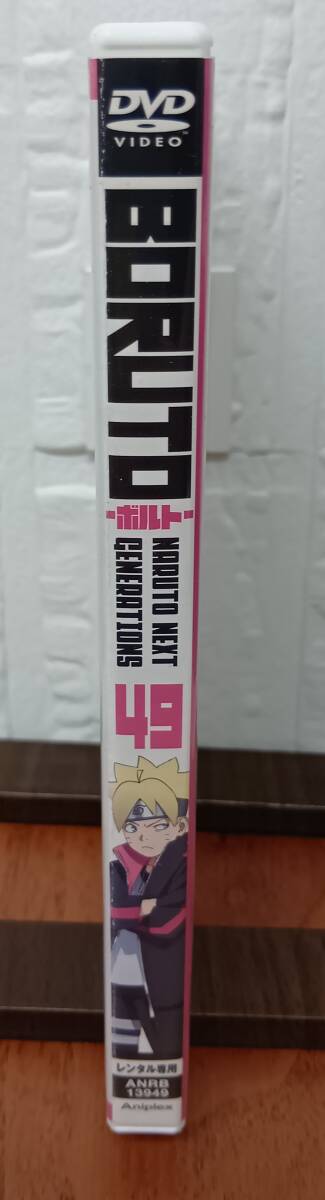 DVD
VIDEO
BORUTO
-ボルト-
NARUTO NEXT
GENERATIONS
49
レンタル専用
ANRB
13949
Aniplex